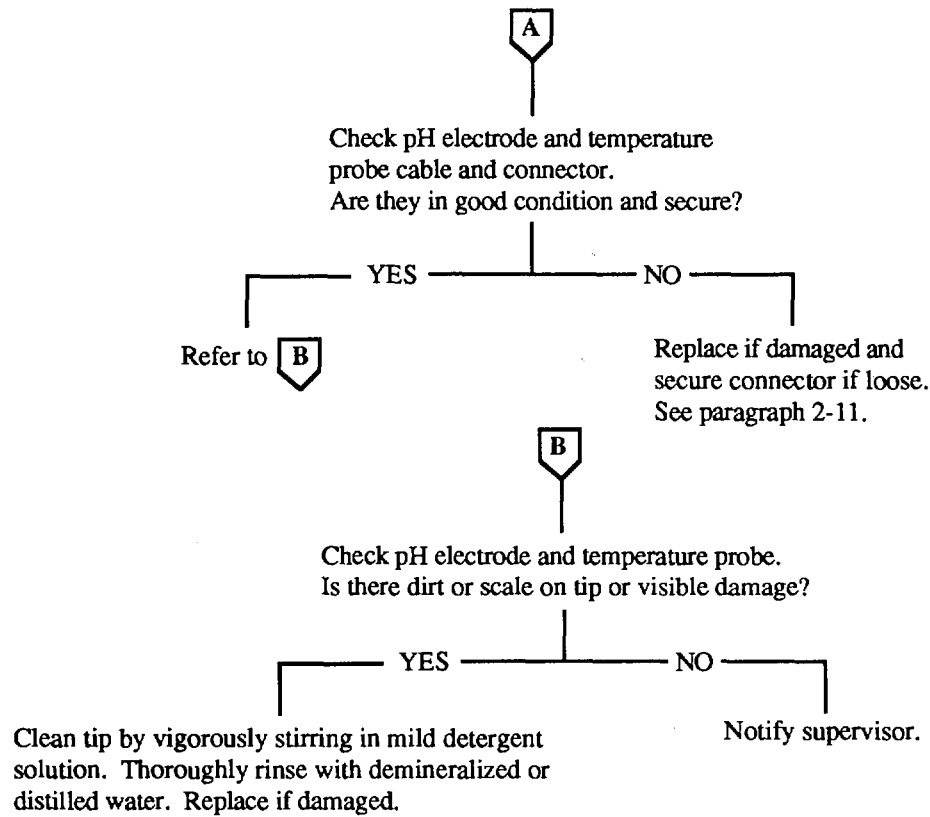 A
Check pH electrode and temperature
probe cable and connector.
Are they in good condition and secure?
YES
NO
Refer to B
Replace if damaged and
secure connector if loose.
See paragraph 2-11.
B
Check pH electrode and temperature probe.
Is there dirt or scale on tip or visible damage?
YES
NO
Clean tip by vigorously stirring in mild detergent
solution. Thoroughly rinse with demineralized or
distilled water. Replace if damaged.
Notify supervisor.